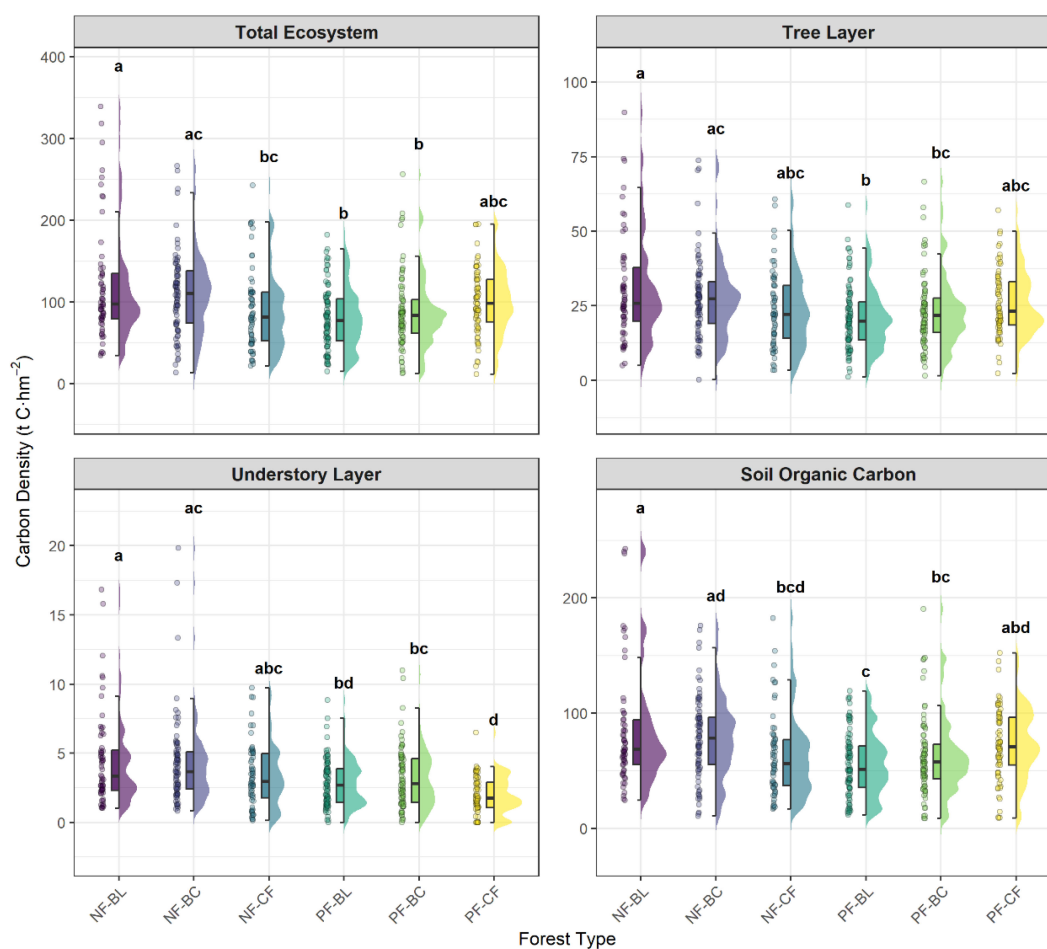 Total Ecosystem
Tree Layer
400
300
200
100
0
a
ac
bc
b
b
abc
100
75
50
25
0
a
ac
abc
b
bc
abc
Carbon Density (t C·hm⁻²)
Understory Layer
Soil Organic Carbon
20
15
10
5
0
a
ac
abc
bd
bc
d
200
100
0
a
ad
bcd
c
bc
abd
NF-BL
NF-BC
NF-CF
PF-BL
PF-BC
PF-CF
NF-BL
NF-BC
NF-CF
PF-BL
PF-BC
PF-CF
Forest Type